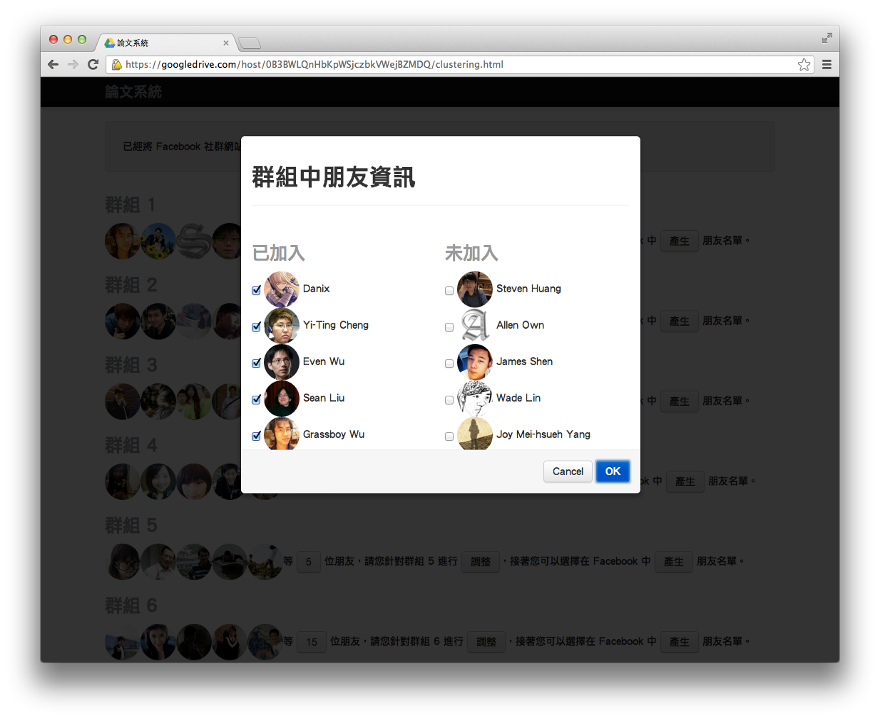 論文系統
https://googledrive.com/host/0B3BWLQnHbKpWSjczbkVWejBZMDQ/clustering.html
論文系統
已經將 Facebook 社群網站
群組中朋友資訊
群組 1
k 中 產生 朋友名單。
已加入 未加入
群組 2
Danix Steven Huang
k 中 產生 朋友名單。
Yi-Ting Cheng Allen Own
群組 3
Even Wu James Shen
k 中 產生 朋友名單。
Sean Liu Wade Lin
Grassboy Wu Joy Mei-hsueh Yang
群組 4
Cancel OK
k 中 產生 朋友名單。
群組 5
等 5 位朋友，請您針對群組 5 進行 調整，接著您可以選擇在 Facebook 中 產生 朋友名單。
群組 6
等 15 位朋友，請您針對群組 6 進行 調整，接著您可以選擇在 Facebook 中 產生 朋友名單。